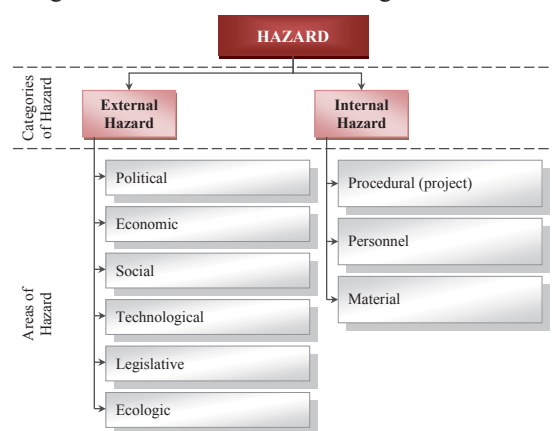 HAZARD
Categories
of Hazard
External
Hazard
Internal
Hazard
Areas of
Hazard
Political
Economic
Social
Technological
Legislative
Ecologic
Procedural (project)
Personnel
Material